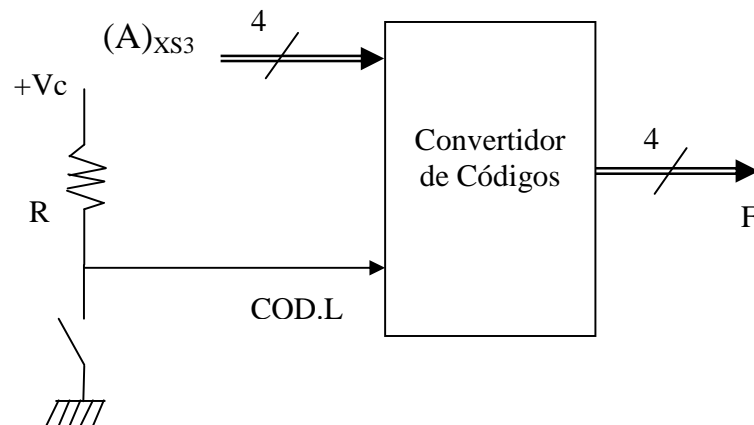 4
(A)XS3
+Vc
Convertidor
de Códigos
4
R
F
COD.L